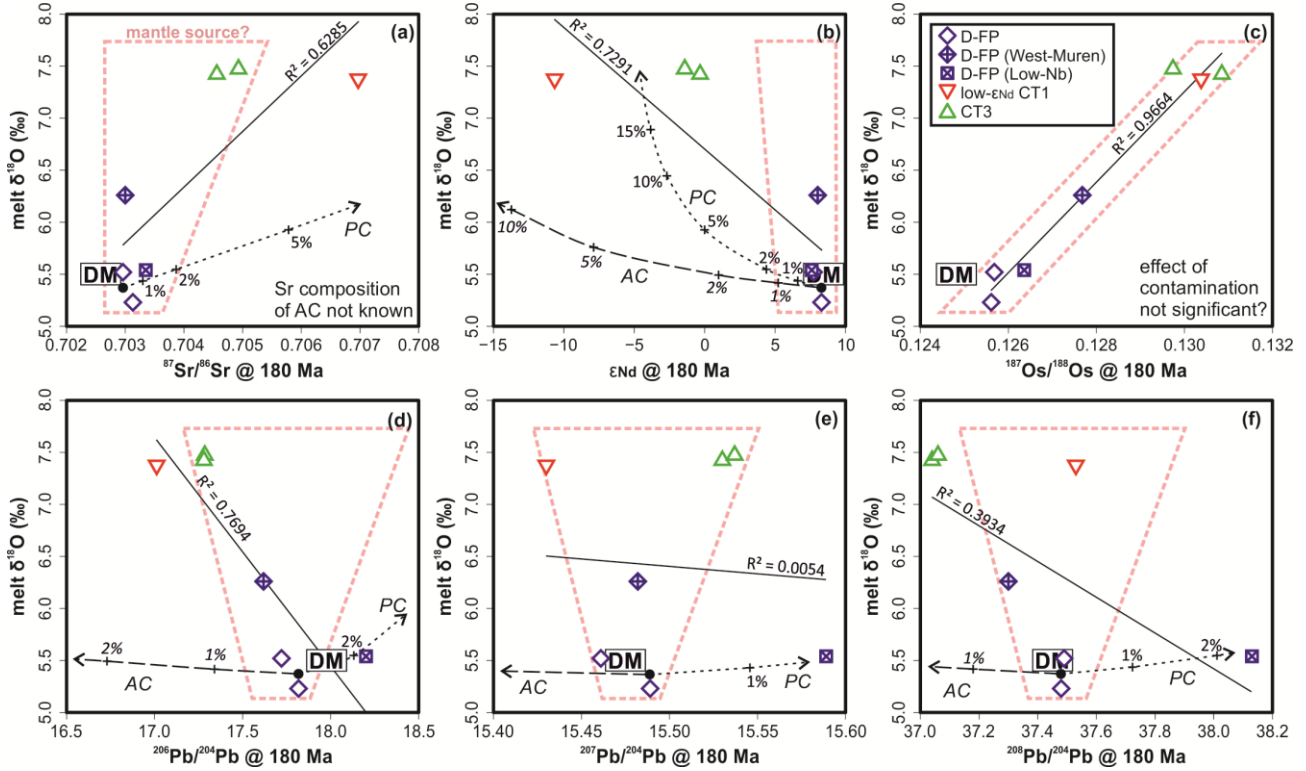 mantle source?
(a)
R² = 0.6285
DM
1%
2%
5%
PC
Sr composition
of AC not known
melt δ¹⁸O (‰)
5.0 5.5 6.0 6.5 7.0 7.5 8.0
0.702 0.703 0.704 0.705 0.706 0.707 0.708
⁸⁷Sr/⁸⁶Sr @ 180 Ma
(b)
R² = 0.7291
15%
10%
PC
5%
2%
1%
DM
10%
5%
AC
2%
1%
melt δ¹⁸O (‰)
5.0 5.5 6.0 6.5 7.0 7.5 8.0
−15 −10 −5 0 5 10
εNd @ 180 Ma
(c)
D-FP
D-FP (West-Muren)
D-FP (Low-Nb)
low-εNd CT1
CT3
R² = 0.9664
DM
effect of
contamination
not significant?
melt δ¹⁸O (‰)
5.0 5.5 6.0 6.5 7.0 7.5 8.0
0.124 0.126 0.128 0.130 0.132
¹⁸⁷Os/¹⁸⁸Os @ 180 Ma
(d)
R² = 0.7694
PC
2%
DM
2%
1%
AC
melt δ¹⁸O (‰)
5.0 5.5 6.0 6.5 7.0 7.5 8.0
16.5 17.0 17.5 18.0 18.5
²⁰⁶Pb/²⁰⁴Pb @ 180 Ma
(e)
R² = 0.0054
DM
AC
1%
PC
melt δ¹⁸O (‰)
5.0 5.5 6.0 6.5 7.0 7.5 8.0
15.40 15.45 15.50 15.55 15.60
²⁰⁷Pb/²⁰⁴Pb @ 180 Ma
(f)
R² = 0.3934
DM
1%
AC
1%
2%
PC
melt δ¹⁸O (‰)
5.0 5.5 6.0 6.5 7.0 7.5 8.0
37.0 37.2 37.4 37.6 37.8 38.0 38.2
²⁰⁸Pb/²⁰⁴Pb @ 180 Ma